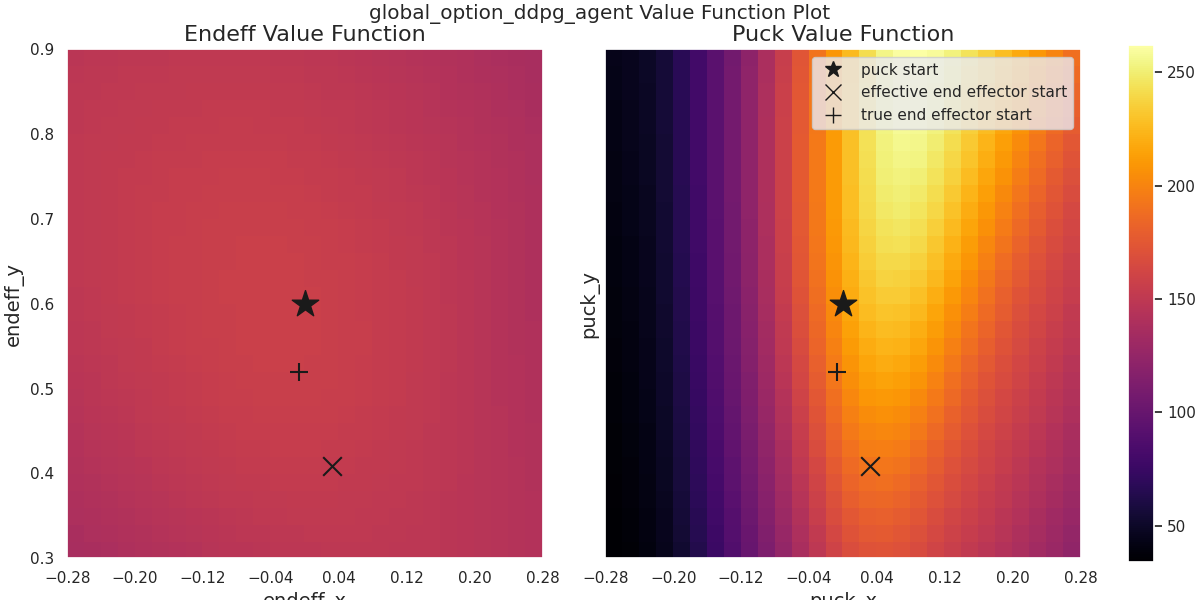 global_option_ddpg_agent Value Function Plot
Endeff Value Function
Puck Value Function
puck start
effective end effector start
true end effector start
0.9
0.8
0.7
0.6
0.5
0.4
0.3
endeff_y
−0.28 −0.20 −0.12 −0.04 0.04 0.12 0.20 0.28
endeff_x
puck_y
−0.28 −0.20 −0.12 −0.04 0.04 0.12 0.20 0.28
puck_x
250
200
150
100
50